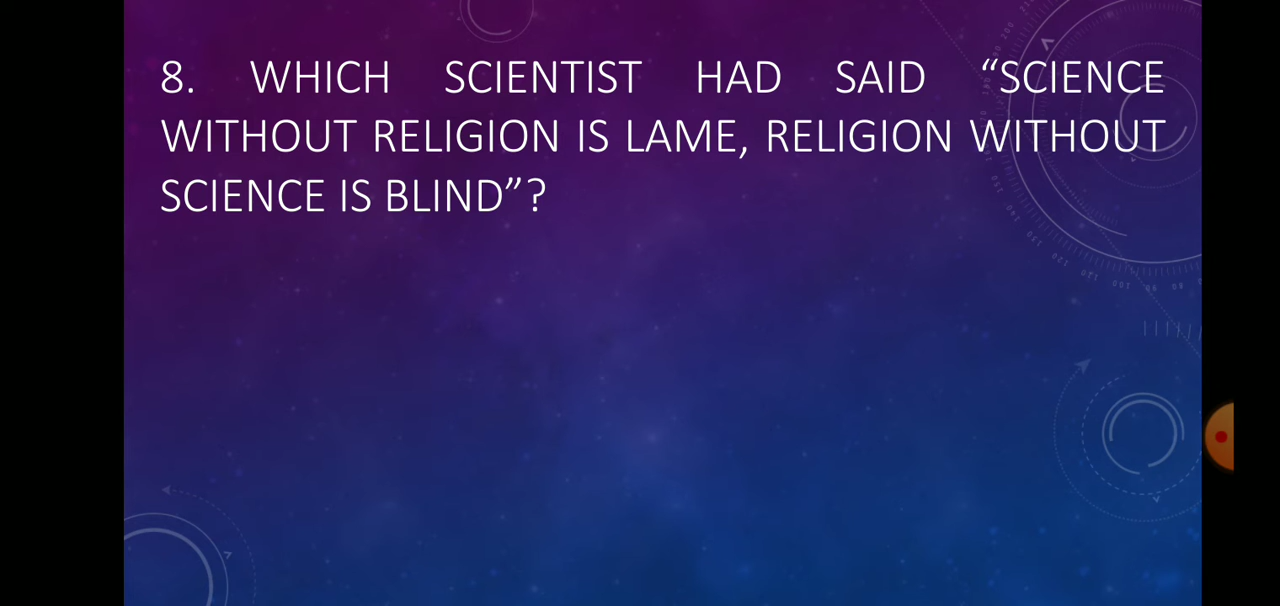 8. WHICH SCIENTIST HAD SAID “SCIENCE
WITHOUT RELIGION IS LAME, RELIGION WITHOUT
SCIENCE IS BLIND”?